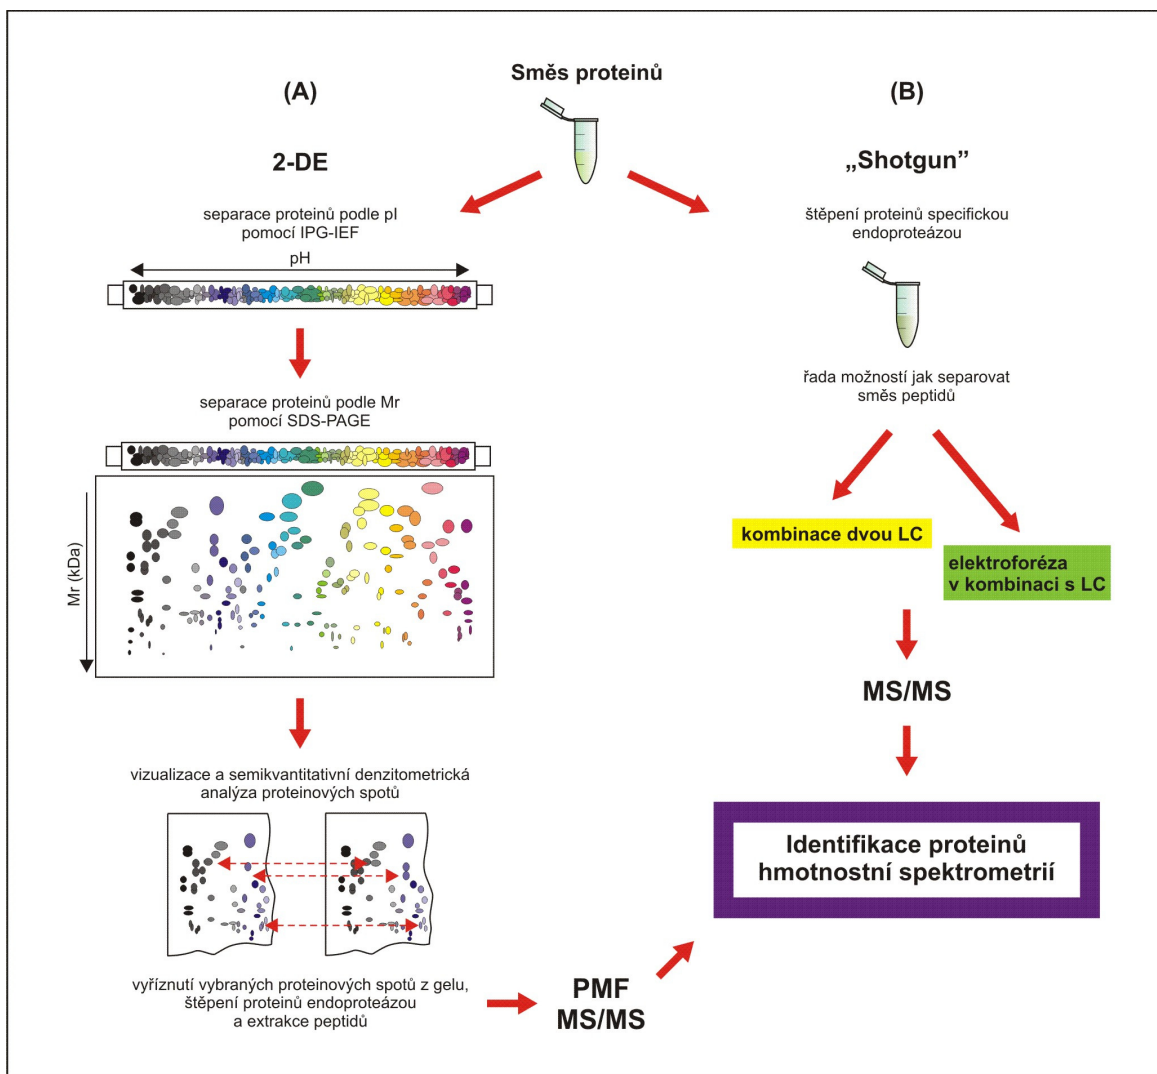 Směs proteinů
(A)
2-DE
separace proteinů podle pI
pomocí IPG-IEF
pH
separace proteinů podle Mr
pomocí SDS-PAGE
Mr (kDa)
vizualizace a semikvantitativní denzitometrická
analýza proteinových spotů
vyříznutí vybraných proteinových spotů z gelu,
štěpení proteinů endoproteázou
a extrakce peptidů
PMF
MS/MS
(B)
„Shotgun”
štěpení proteinů specifickou
endoproteázou
řada možností jak separovat
směs peptidů
kombinace dvou LC
elektroforéza
v kombinaci s LC
MS/MS
Identifikace proteinů
hmotnostní spektrometrií